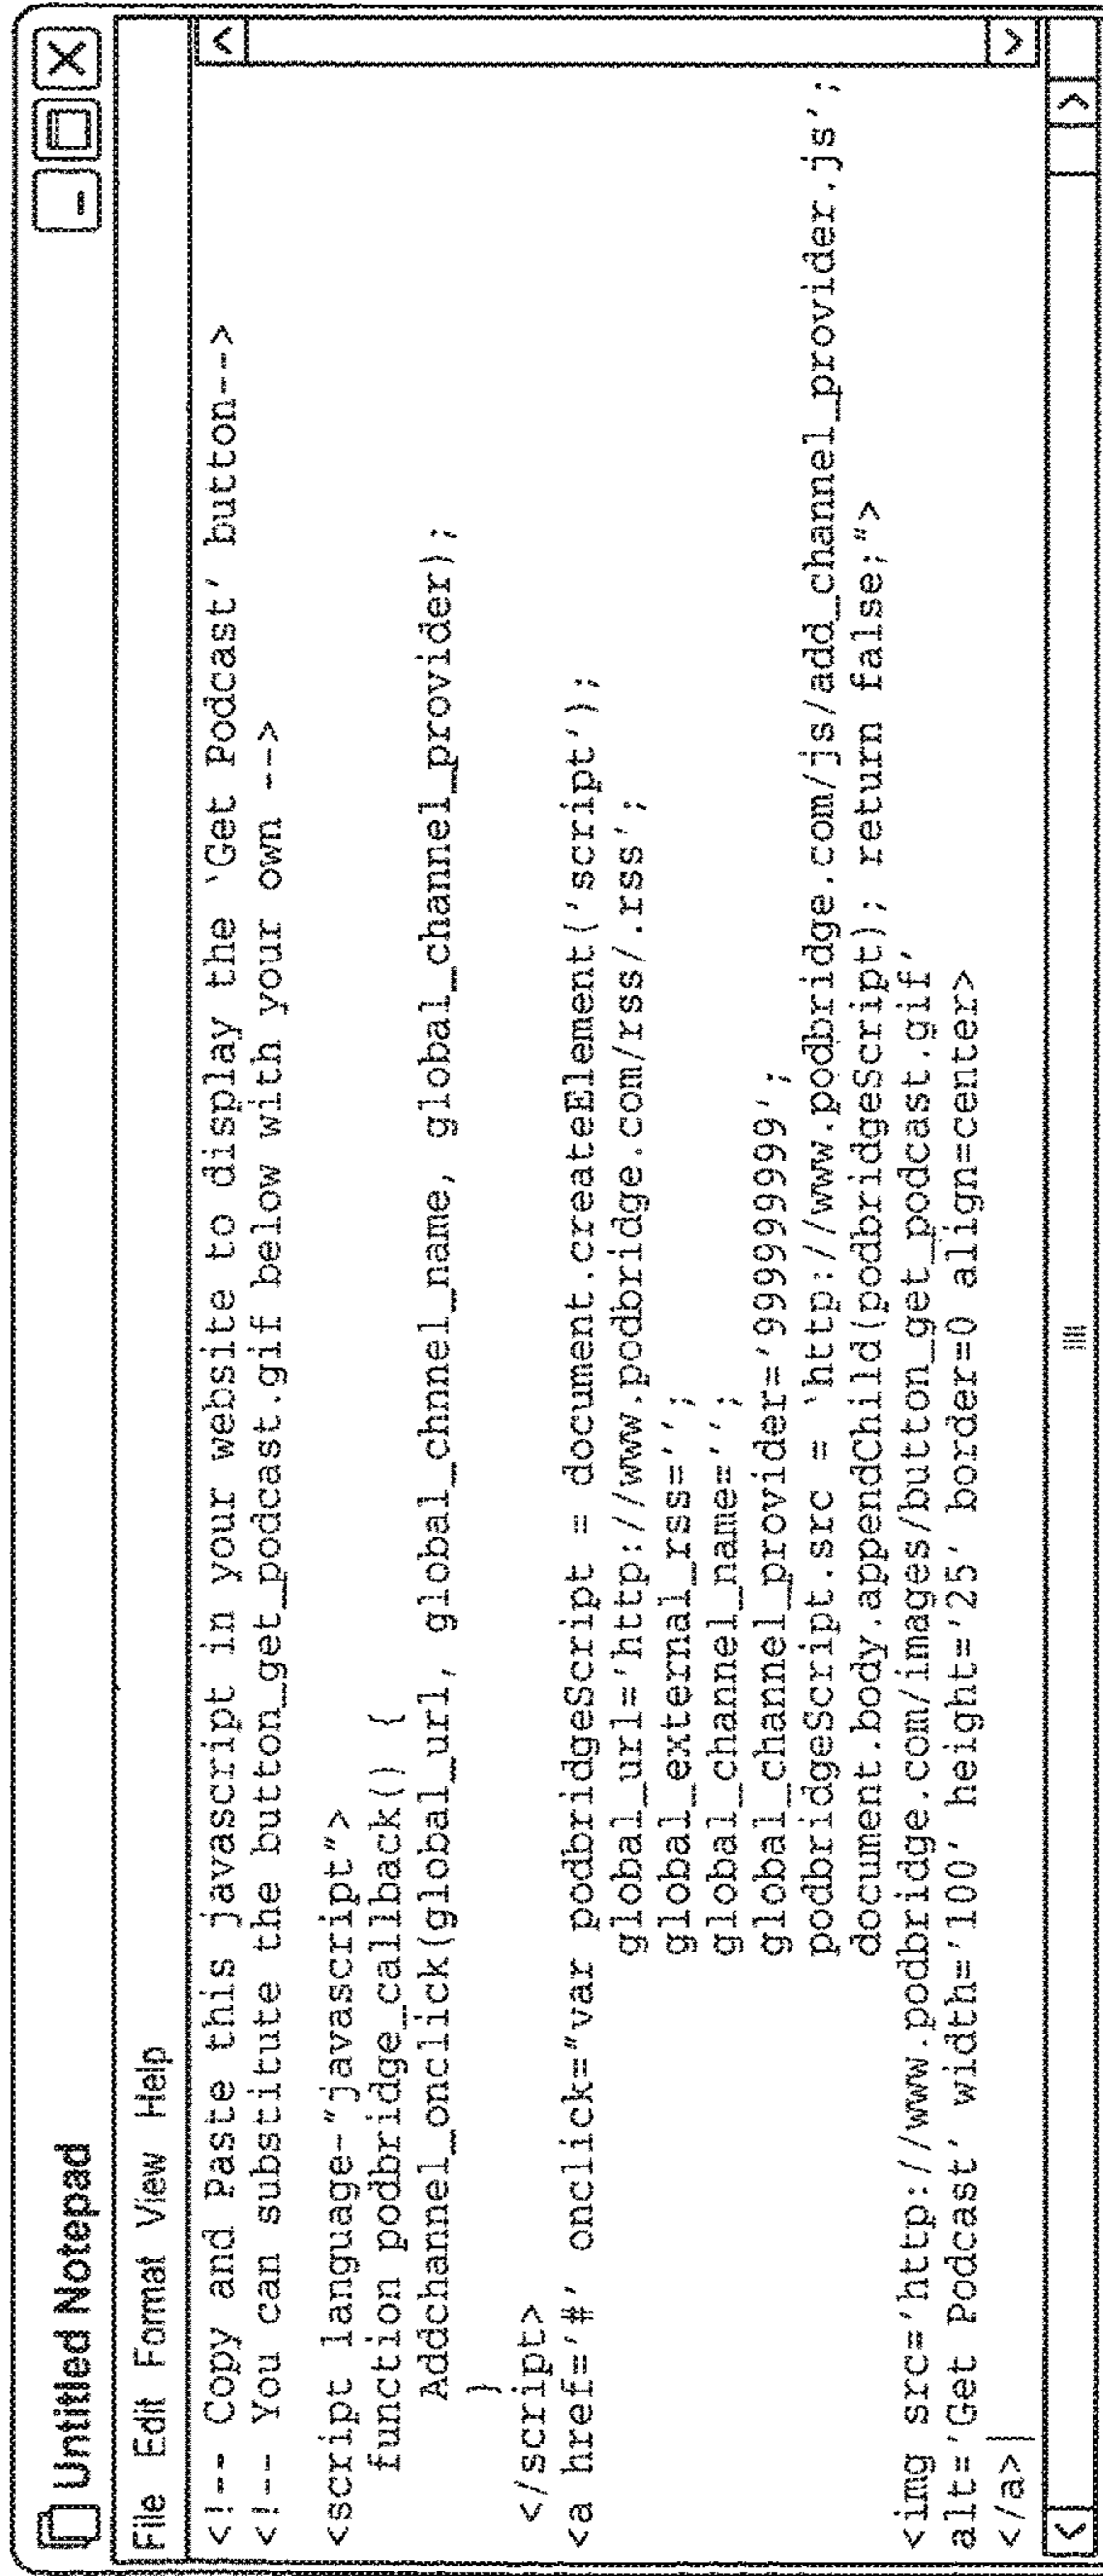 Untitled Notepad
File Edit Format View Help
<!-- Copy and Paste this javascript in your website to display the 'Get Podcast' button-->
<!-- You can substitute the button_get_podcast.gif below with your own -->
<script language-"javascript">
function podbridge_callback() {
Addchannel_onclick(global_url, global_chnnel_name, global_channel_provider);
}
</script>
<a href='#' onclick="var podbridgeScript = document.createElement('script');
global_url='http://www.podbridge.com/rss/.rss';
global_external_rss='';
global_channel_name='';
global_channel_provider='9999999999';
podbridgeScript.src = 'http://www.podbridge.com/js/add_channel_provider.js';
document.body.appendChild(podbridgeScript); return false;">
<img src='http://www.podbridge.com/images/button_get_podcast.gif'
alt='Get Podcast' width='100' height='25' border=0 align=center>
</a>